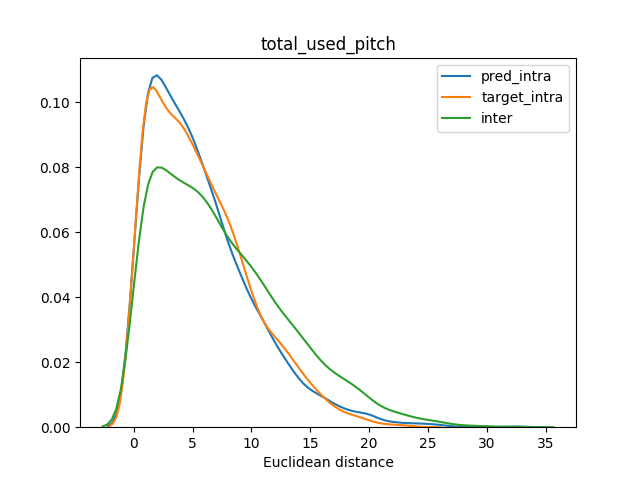 total_used_pitch
pred_intra
target_intra
inter
0.10
0.08
0.06
0.04
0.02
0.00
0 5 10 15 20 25 30 35
Euclidean distance